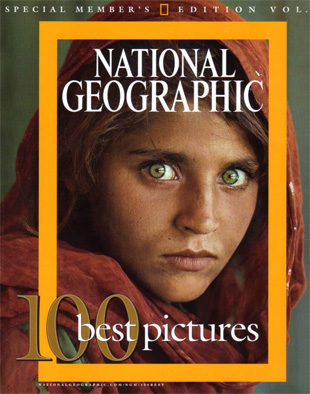 SPECIAL MEMBER'S EDITION VOL.
NATIONAL
GEOGRAPHIC
100 best pictures